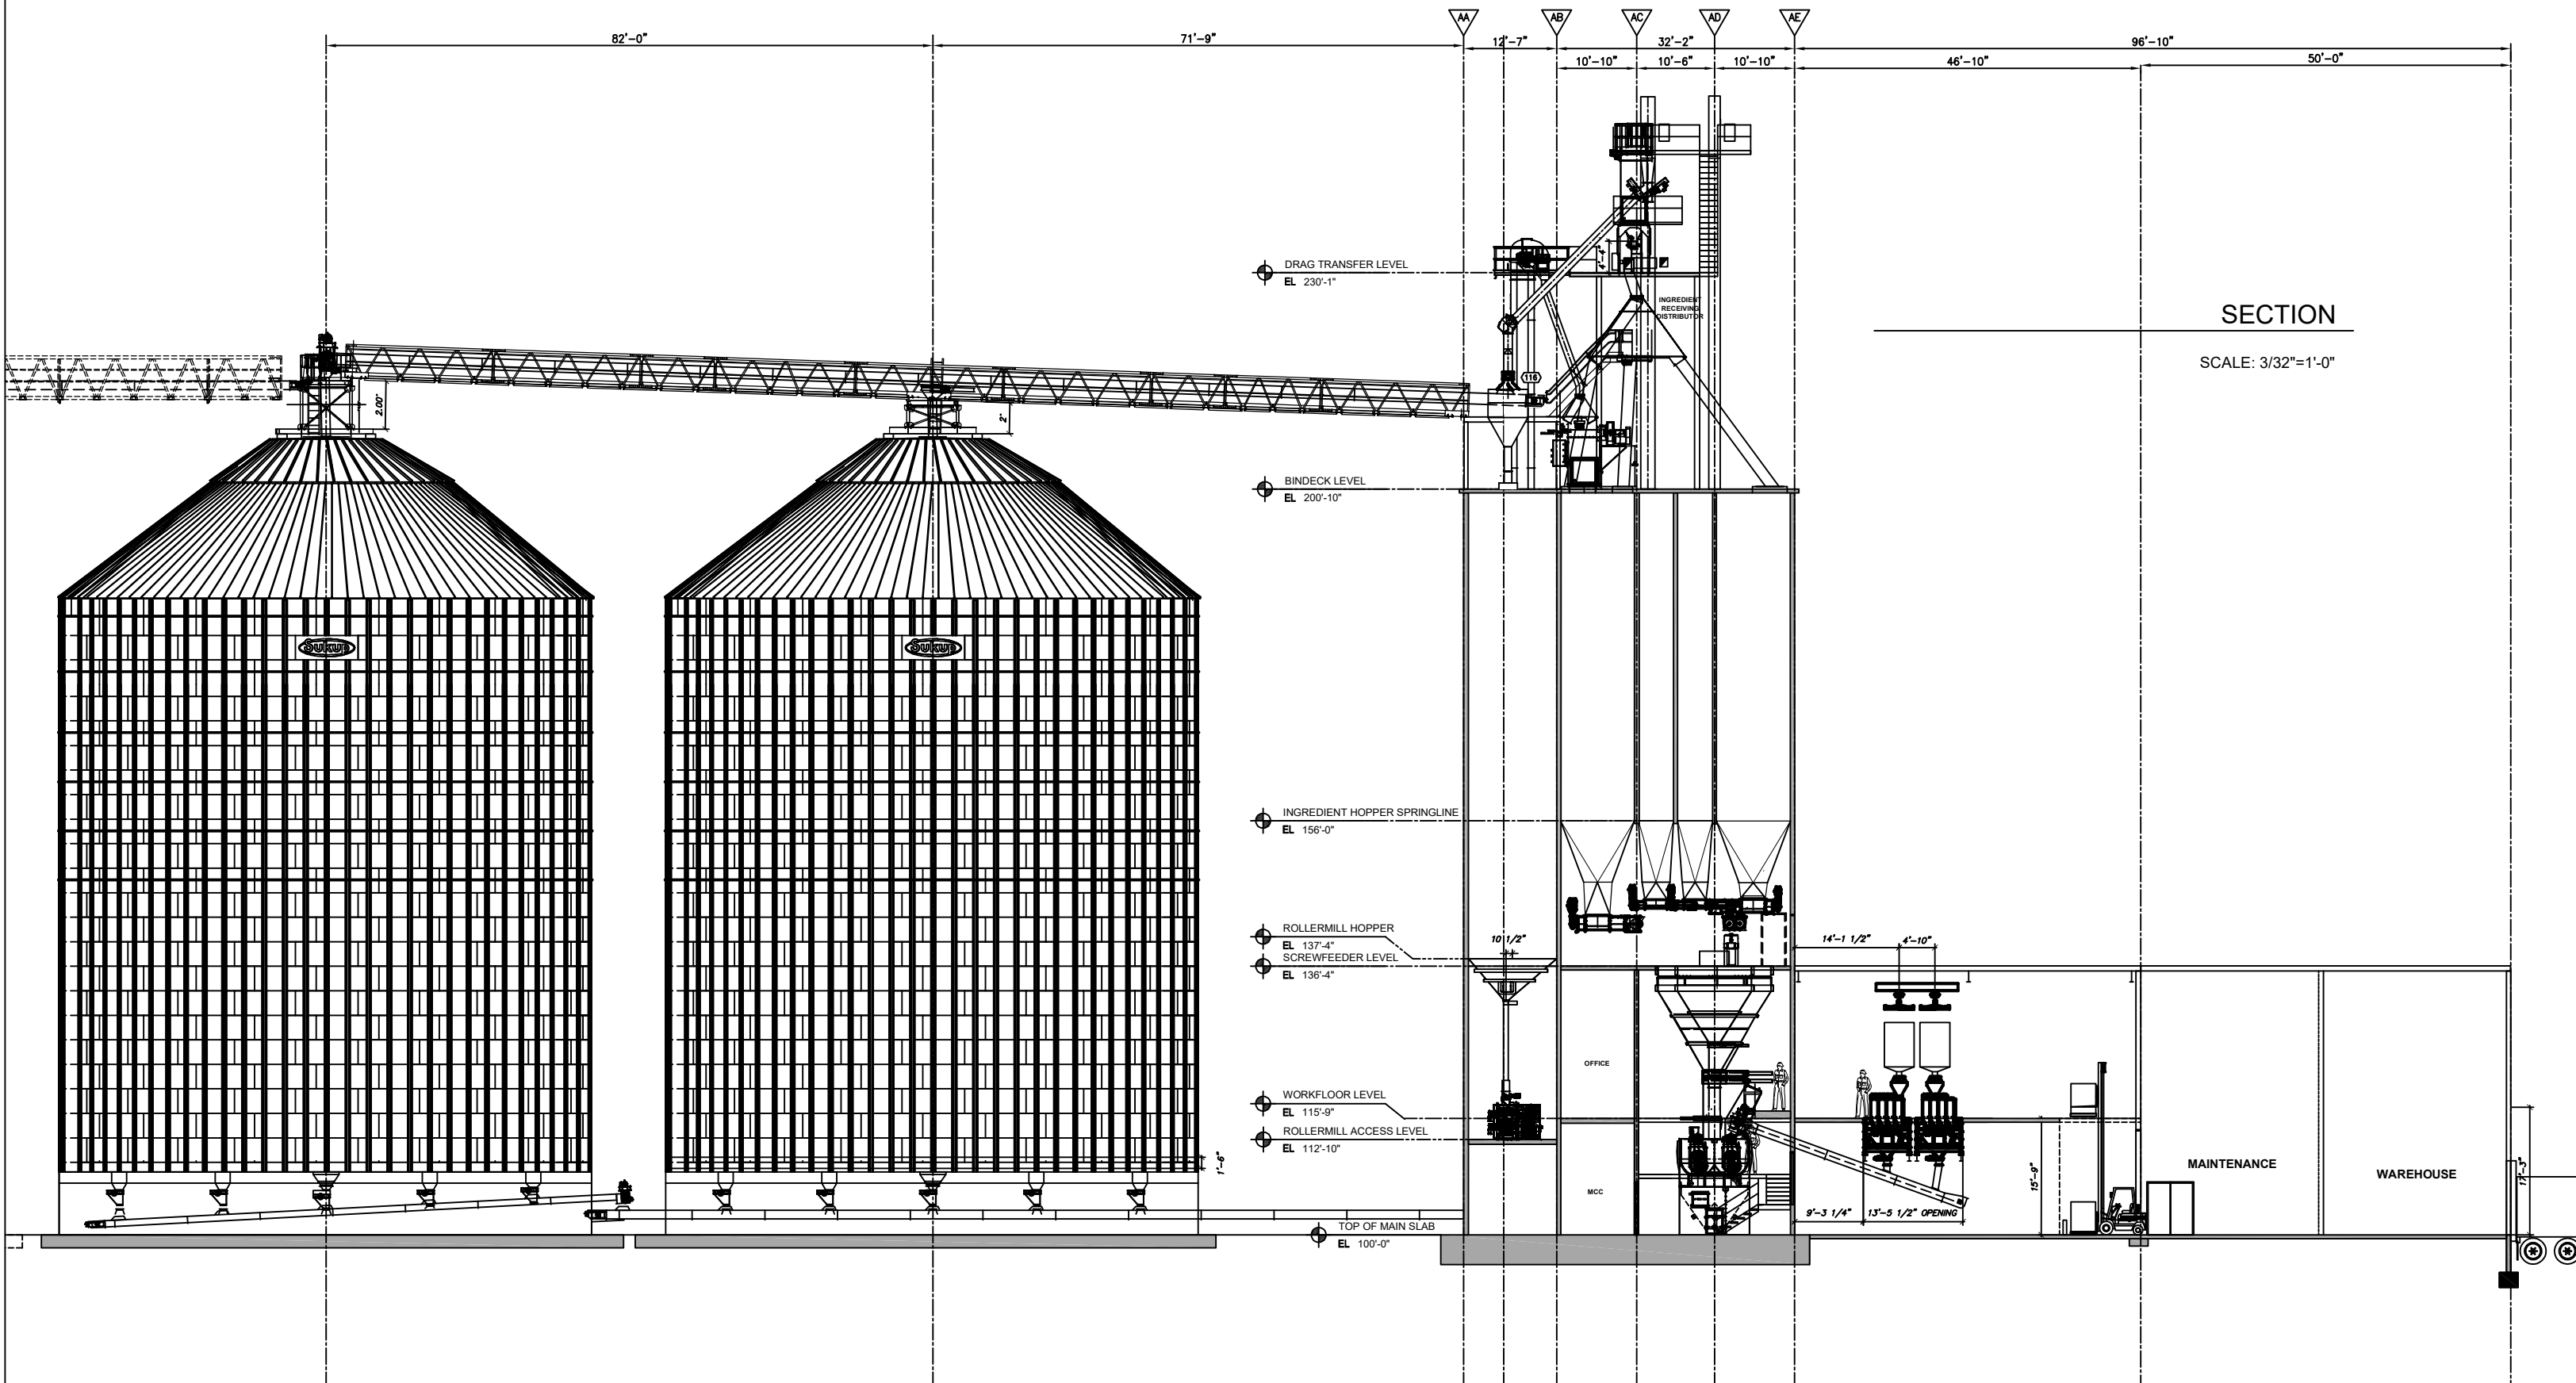 AA
AB
AC
AD
AE
82'-0"
71'-9"
12'-7"
32'-2"
96'-10"
10'-10"
10'-6"
10'-10"
46'-10"
50'-0"
DRAG TRANSFER LEVEL
EL 230'-1"
4'-4"
INGREDIENT
RECEIVING
DISTRIBUTOR
SECTION
SCALE: 3/32"=1'-0"
116
2.00'
2'
BINDECK LEVEL
EL 200'-10"
Sukup
Sukup
INGREDIENT HOPPER SPRINGLINE
EL 156'-0"
ROLLERMILL HOPPER
EL 137'-4"
SCREWFEEDER LEVEL
EL 136'-4"
10 1/2"
14'-1 1/2"
4'-10"
OFFICE
WORKFLOOR LEVEL
EL 115'-9"
ROLLERMILL ACCESS LEVEL
EL 112'-10"
1'-6"
MCC
MAINTENANCE
WAREHOUSE
15'-9"
17'-3"
9'-3 1/4"
13'-5 1/2" OPENING
TOP OF MAIN SLAB
EL 100'-0"